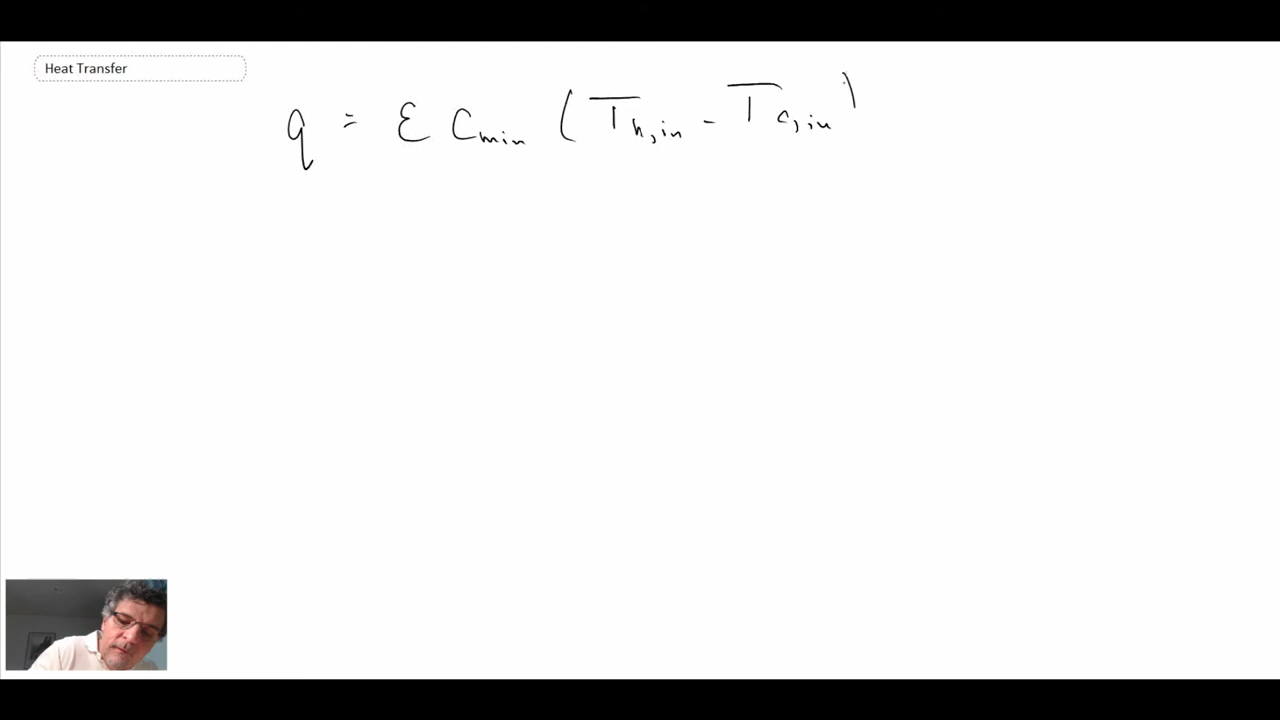 Heat Transfer
q = ε Cmin (Th,in - Tc,in)